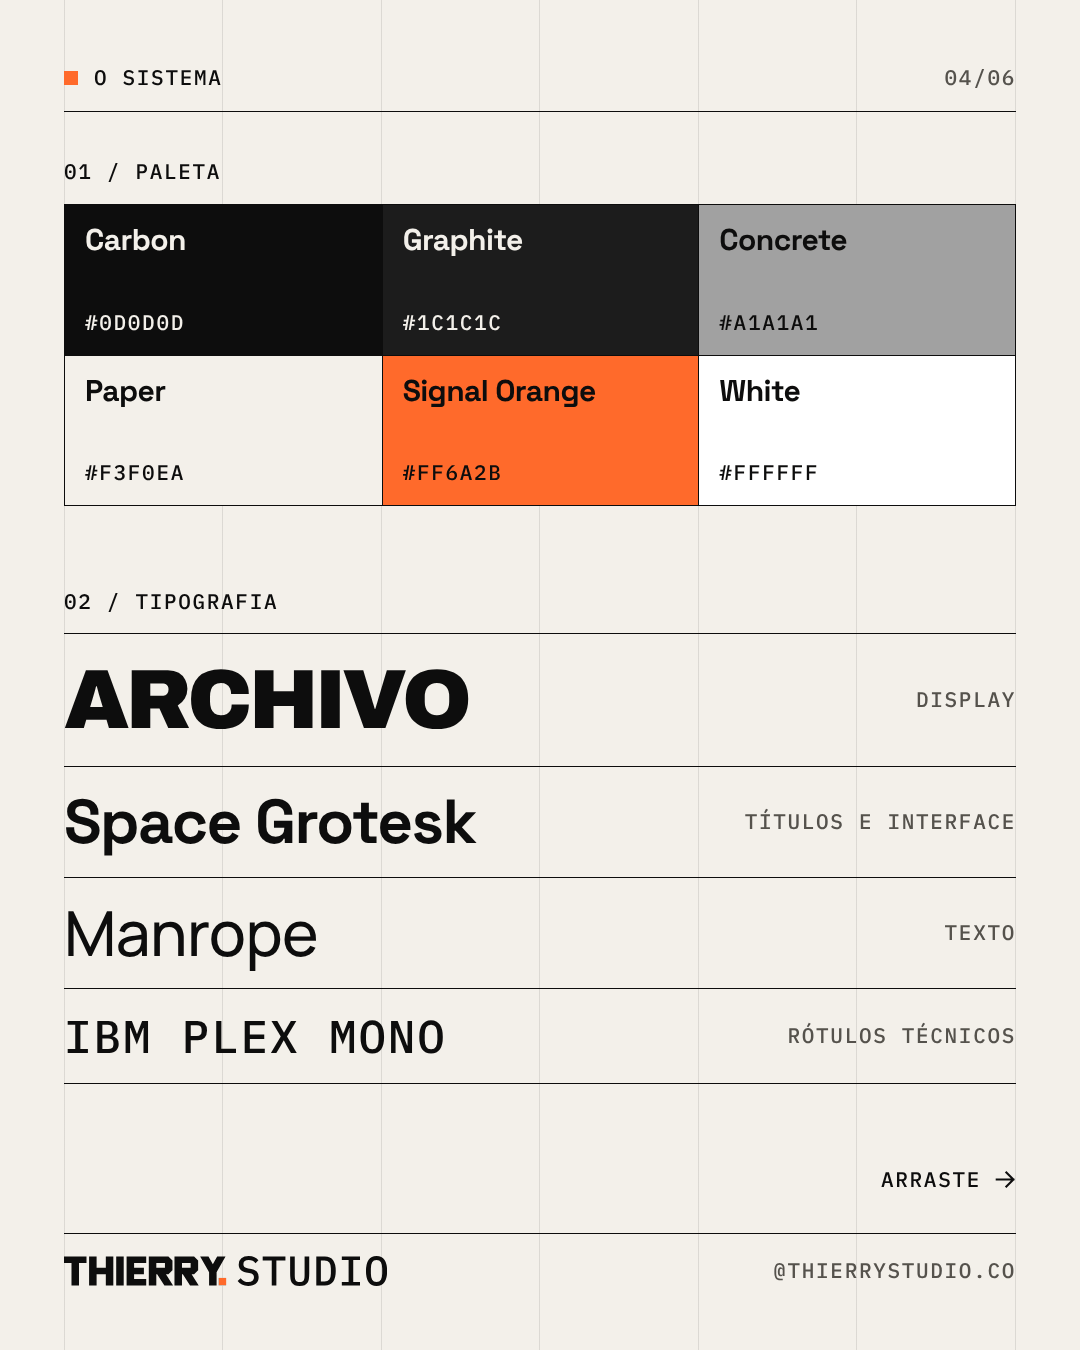 O SISTEMA
04/06
01 / PALETA
Carbon
#0D0D0D
Graphite
#1C1C1C
Concrete
#A1A1A1
Paper
#F3F0EA
Signal Orange
#FF6A2B
White
#FFFFFF
02 / TIPOGRAFIA
ARCHIVO
DISPLAY
Space Grotesk
TÍTULOS E INTERFACE
Manrope
TEXTO
IBM PLEX MONO
RÓTULOS TÉCNICOS
ARRASTE →
THIERRY. STUDIO
@THIERRYSTUDIO.CO